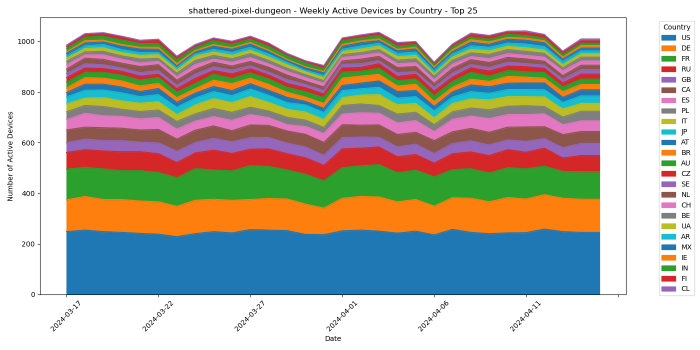 shattered-pixel-dungeon - Weekly Active Devices by Country - Top 25
Number of Active Devices
1000
800
600
400
200
0
2024-03-17
2024-03-22
2024-03-27
2024-04-01
2024-04-06
2024-04-11
Date
Country
US
DE
FR
RU
GB
CA
ES
PL
IT
JP
AT
BR
AU
CZ
SE
NL
CH
BE
UA
AR
MX
IE
IN
FI
CL